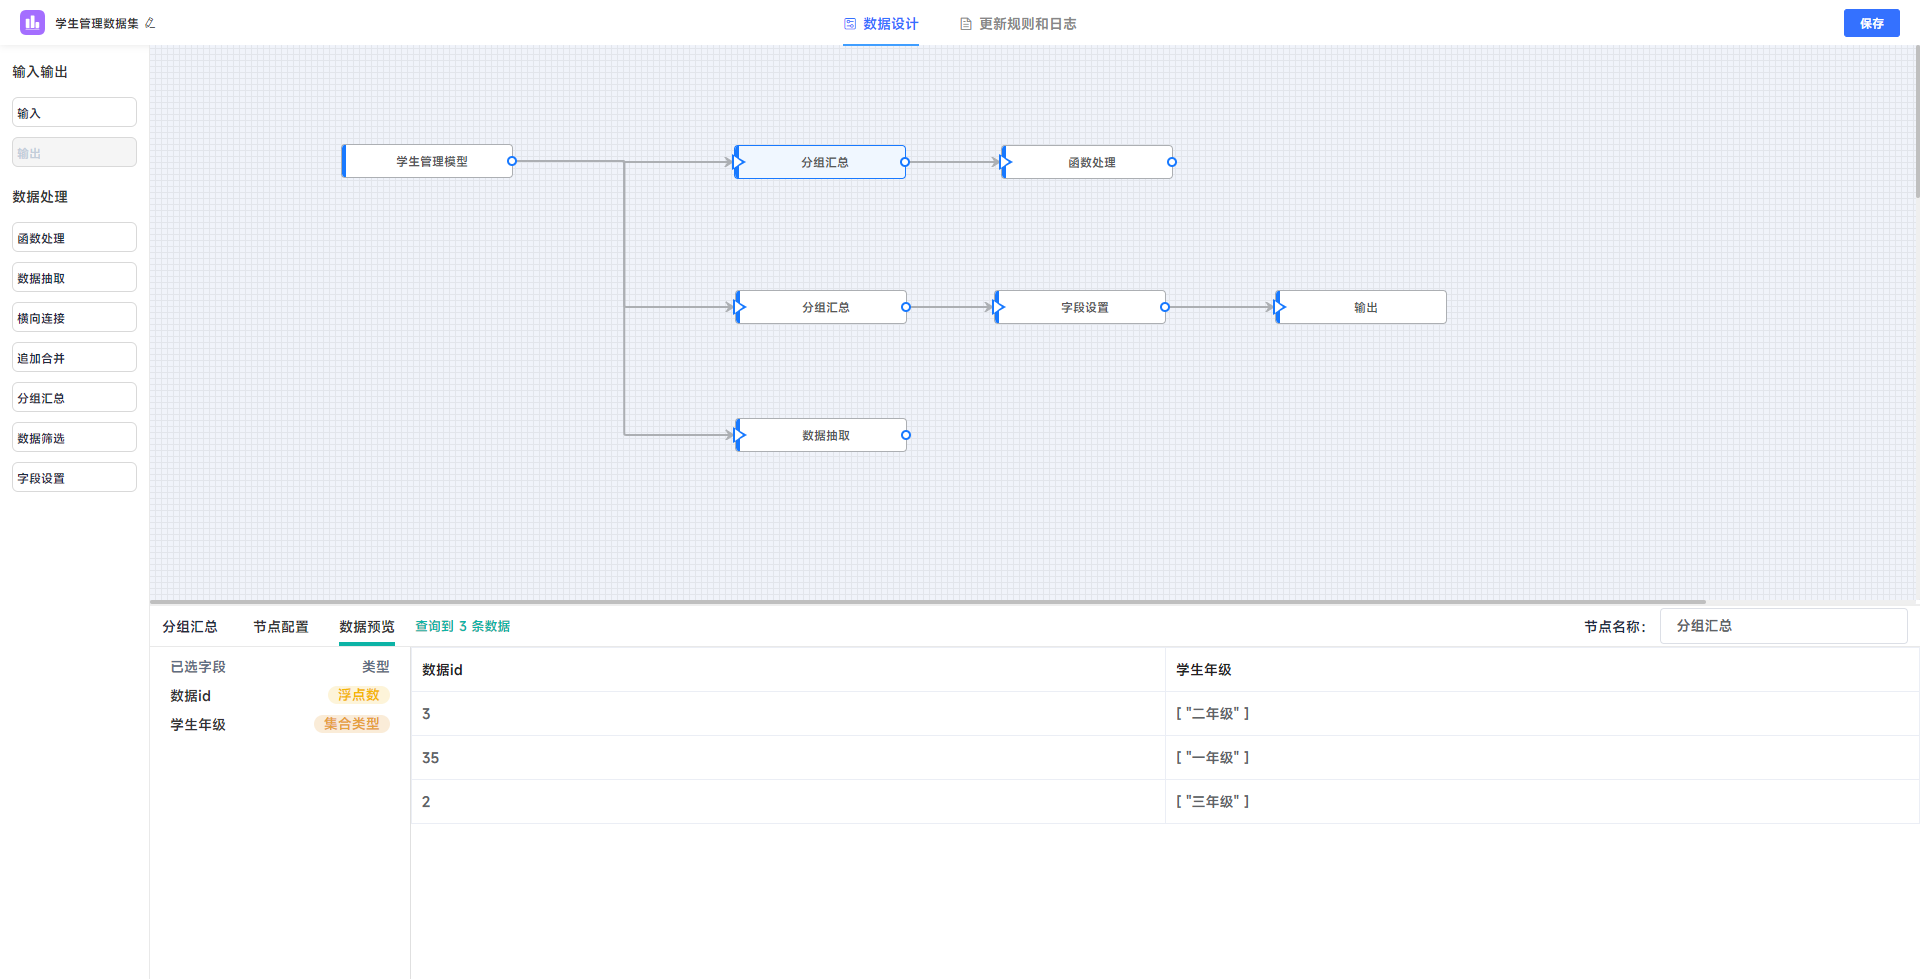 学生管理数据集
数据设计
更新规则和日志
保存
输入输出
输入
输出
数据处理
函数处理
数据抽取
横向连接
追加合并
分组汇总
数据筛选
字段设置
学生管理模型
分组汇总
函数处理
分组汇总
字段设置
输出
数据抽取
分组汇总
节点配置
数据预览
查询到 3 条数据
节点名称：
分组汇总
已选字段 类型
数据id 浮点数
学生年级 集合类型
数据id 学生年级
3 [ "二年级" ]
35 [ "一年级" ]
2 [ "三年级" ]